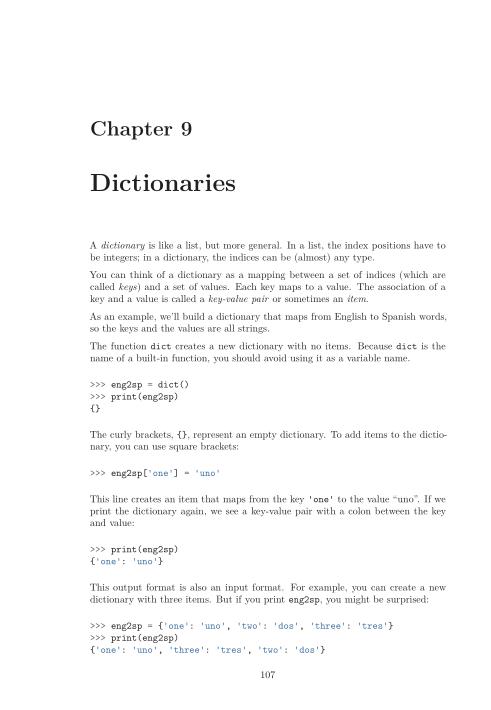 Chapter 9
Dictionaries
A dictionary is like a list, but more general. In a list, the index positions have to
be integers; in a dictionary, the indices can be (almost) any type.
You can think of a dictionary as a mapping between a set of indices (which are
called keys) and a set of values. Each key maps to a value. The association of a
key and a value is called a key-value pair or sometimes an item.
As an example, we'll build a dictionary that maps from English to Spanish words,
so the keys and the values are all strings.
The function dict creates a new dictionary with no items. Because dict is the
name of a built-in function, you should avoid using it as a variable name.
>>> eng2sp = dict()
>>> print(eng2sp)
{}
The curly brackets, {}, represent an empty dictionary. To add items to the dictio-
nary, you can use square brackets:
>>> eng2sp['one'] = 'uno'
This line creates an item that maps from the key 'one' to the value “uno”. If we
print the dictionary again, we see a key-value pair with a colon between the key
and value:
>>> print(eng2sp)
{'one': 'uno'}
This output format is also an input format. For example, you can create a new
dictionary with three items. But if you print eng2sp, you might be surprised:
>>> eng2sp = {'one': 'uno', 'two': 'dos', 'three': 'tres'}
>>> print(eng2sp)
{'one': 'uno', 'three': 'tres', 'two': 'dos'}
107